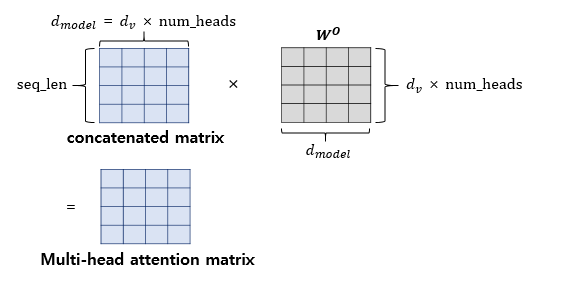 d_model = d_v × num_heads
W^O
seq_len
×
d_v × num_heads
concatenated matrix
d_model
=
Multi-head attention matrix